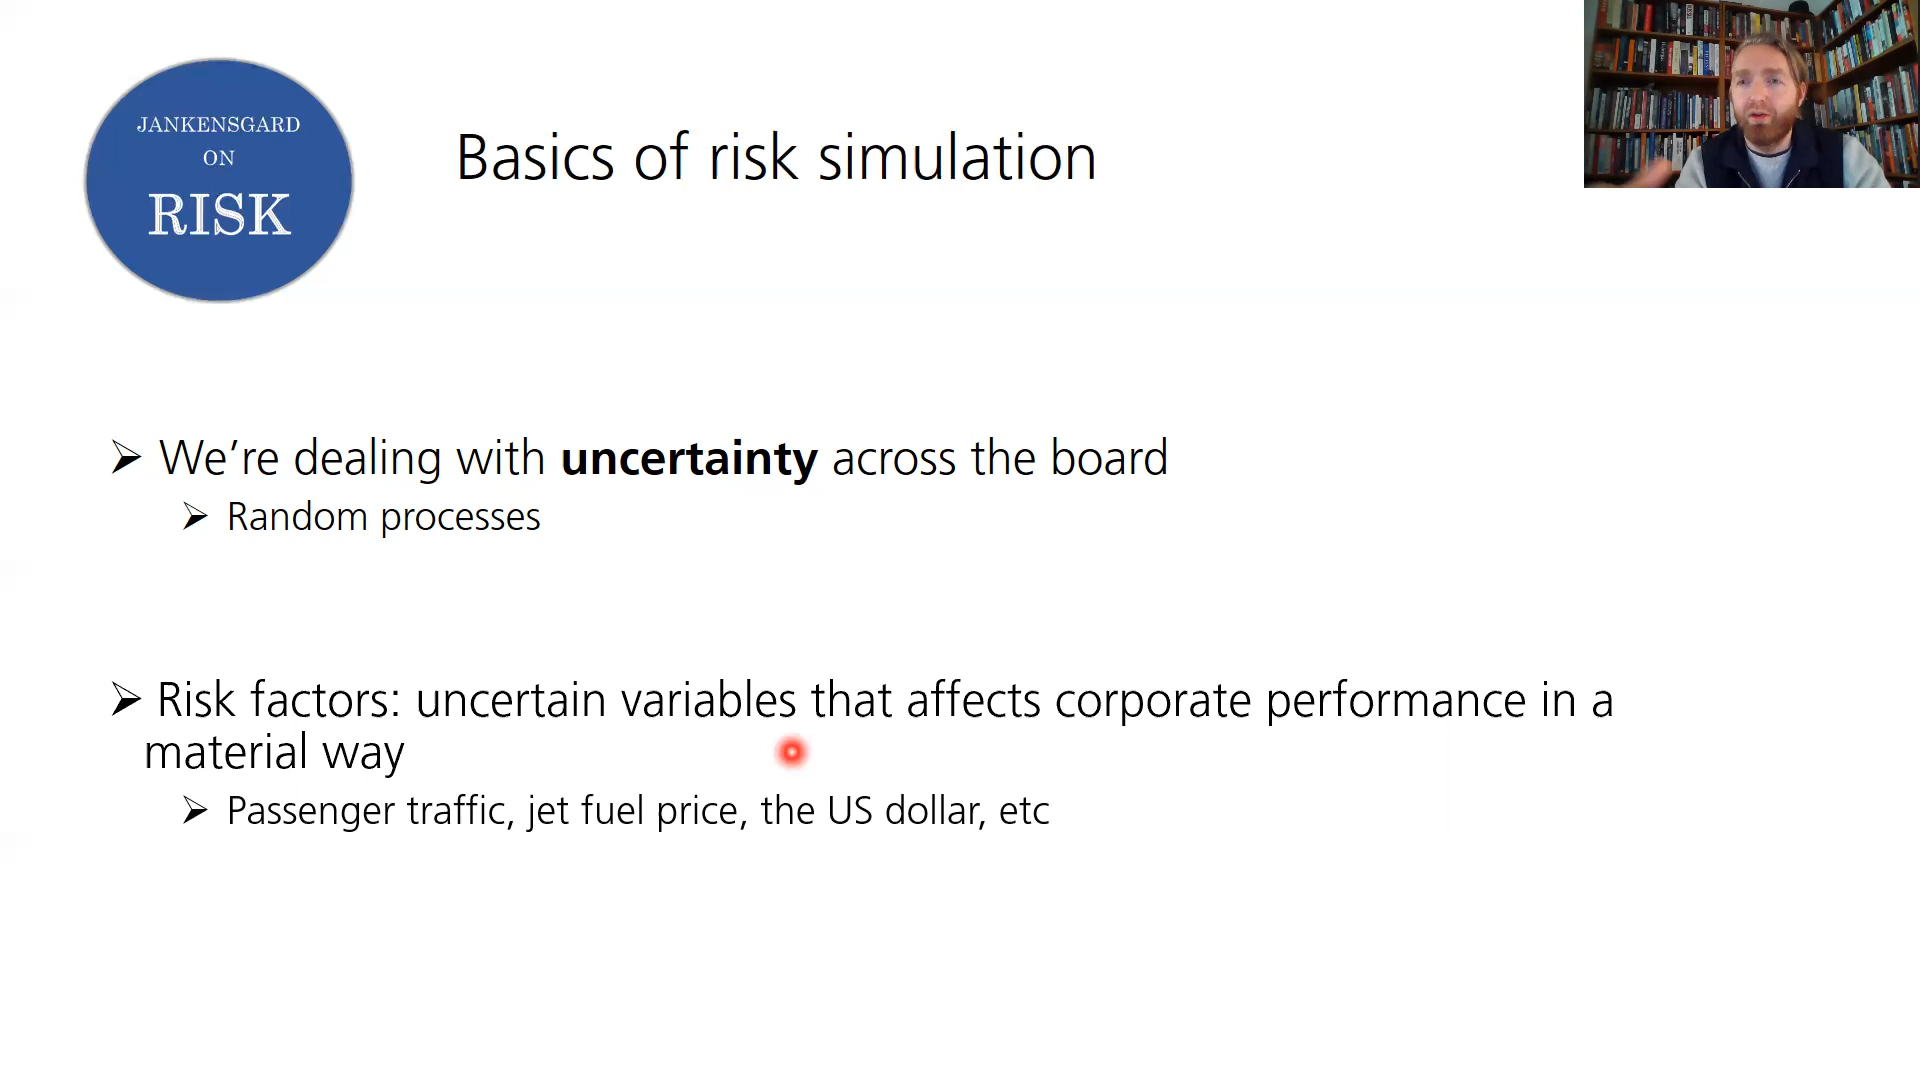 JANKENSGARD
ON
RISK
Basics of risk simulation
➢ We’re dealing with uncertainty across the board
➢ Random processes
➢ Risk factors: uncertain variables that affects corporate performance in a
material way
➢ Passenger traffic, jet fuel price, the US dollar, etc